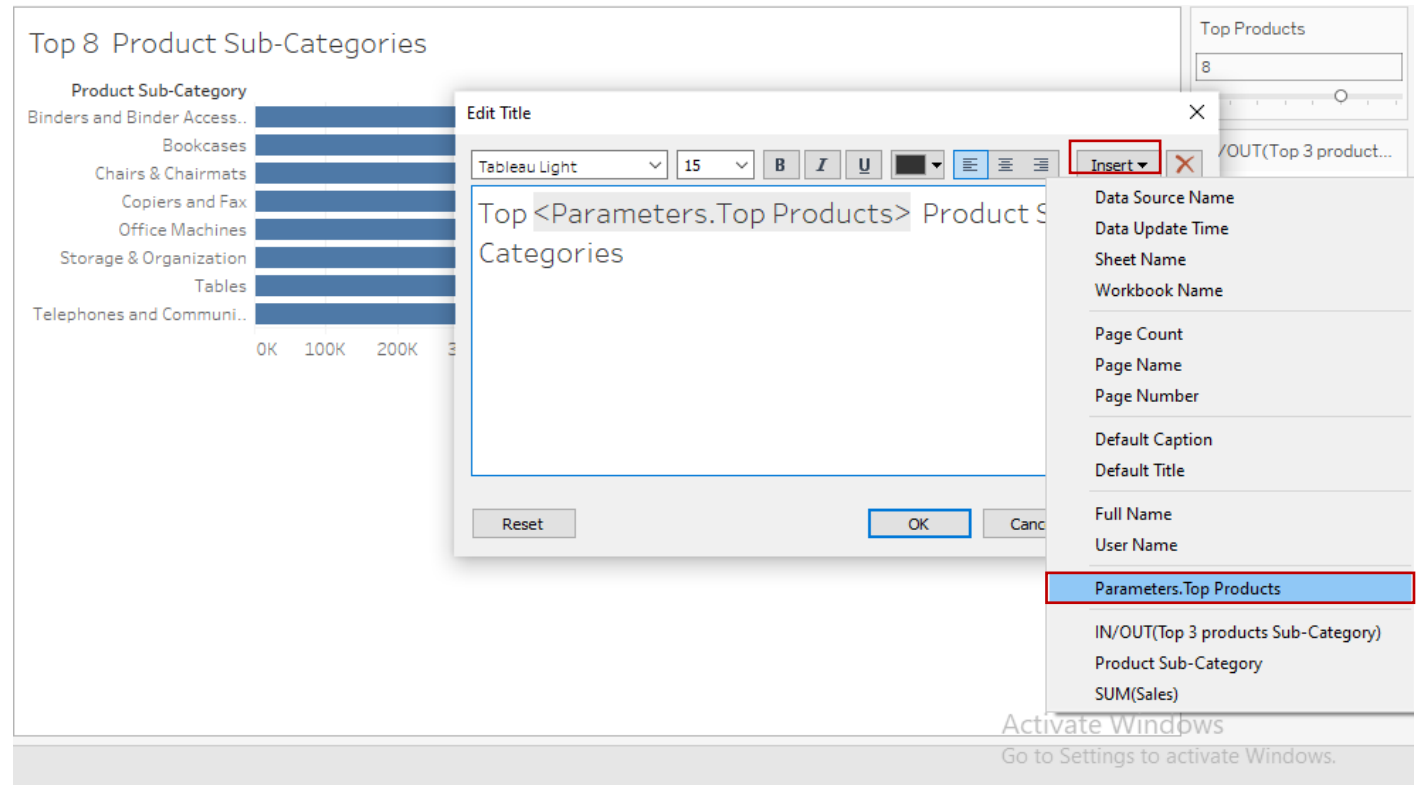 Top 8 Product Sub-Categories
Product Sub-Category
Binders and Binder Access..
Bookcases
Chairs & Chairmats
Copiers and Fax
Office Machines
Storage & Organization
Tables
Telephones and Communi..
0K 100K 200K 3
Top Products
8
/OUT(Top 3 product...
Edit Title
Tableau Light 15 B I U Insert
Top <Parameters.Top Products> Product S
Categories
Reset OK Canc
Data Source Name
Data Update Time
Sheet Name
Workbook Name
Page Count
Page Name
Page Number
Default Caption
Default Title
Full Name
User Name
Parameters.Top Products
IN/OUT(Top 3 products Sub-Category)
Product Sub-Category
SUM(Sales)
Activate Windows
Go to Settings to activate Windows.